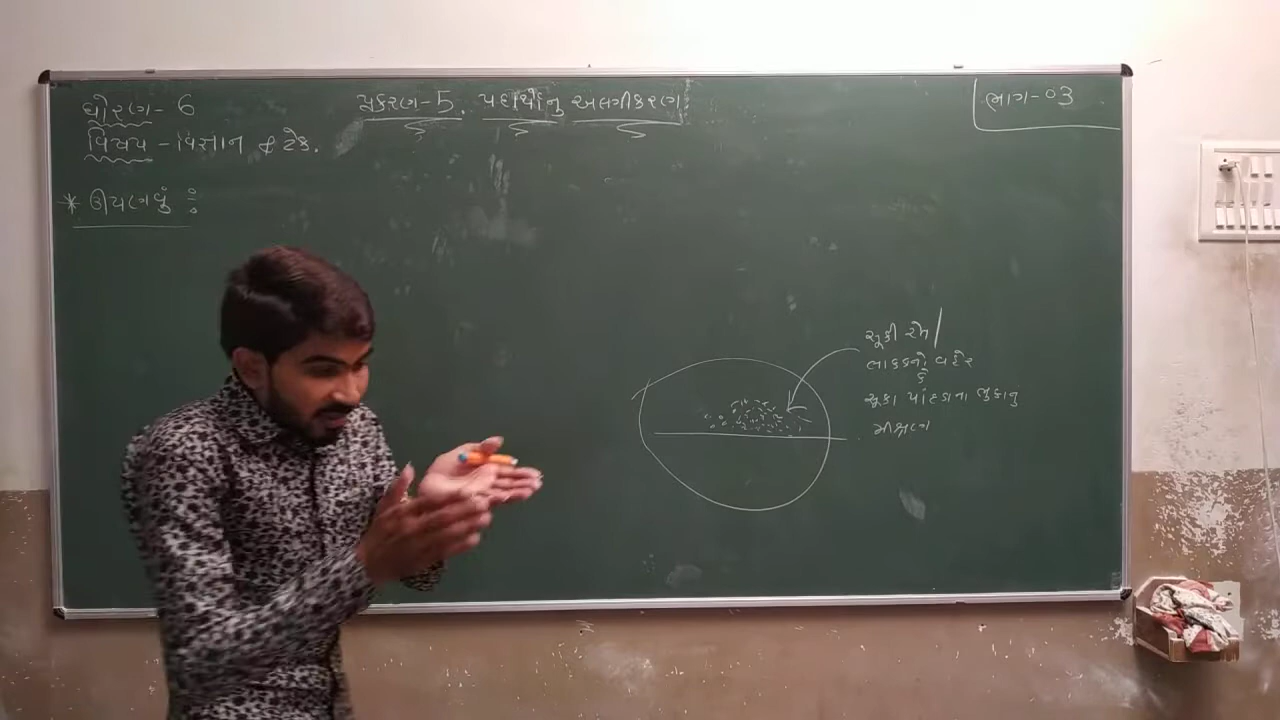 ધોરણ - 6
પ્રકરણ - 5. પદાર્થોનું અલગીકરણ.
ભાગ - 03
વિષય - વિજ્ઞાન & ટેક.
* ઊપણવું :
સૂકી રેત /
લાકડાનો વહેર
કે
સૂકા પાંદડાના ભુકાનુ
મીશ્રણ